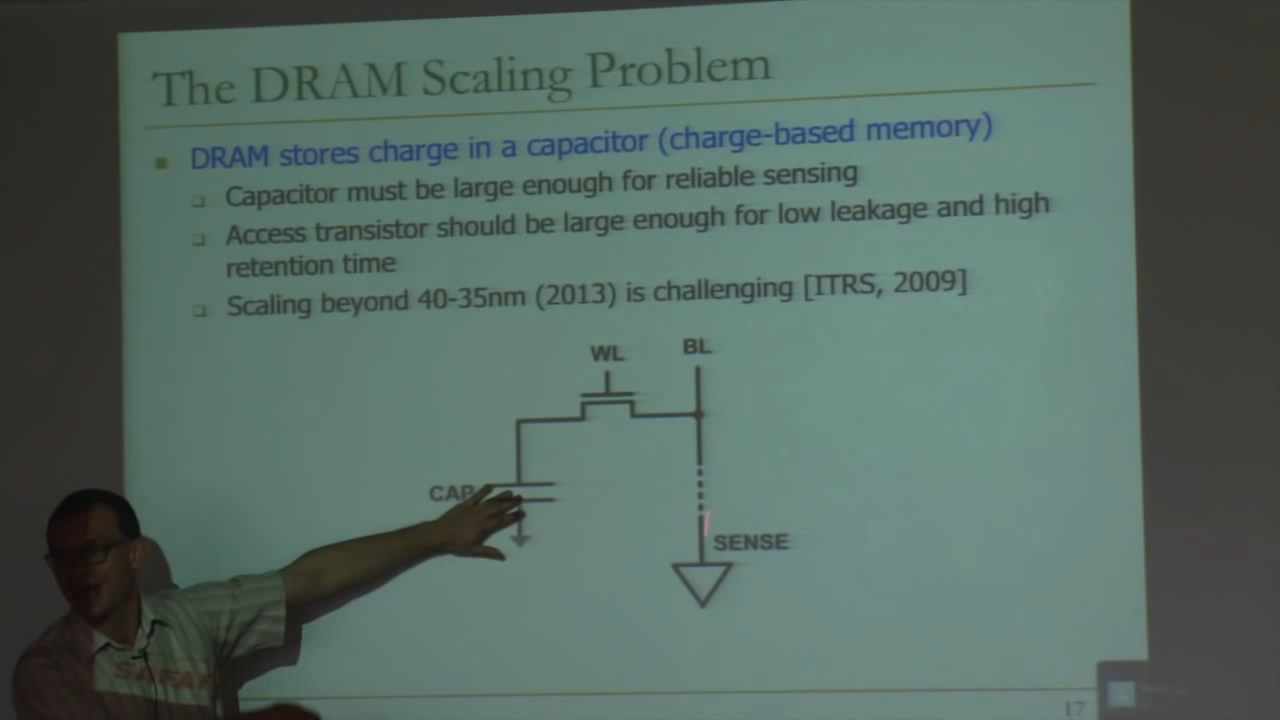 The DRAM Scaling Problem
DRAM stores charge in a capacitor (charge-based memory)
Capacitor must be large enough for reliable sensing
Access transistor should be large enough for low leakage and high
retention time
Scaling beyond 40-35nm (2013) is challenging [ITRS, 2009]
WL BL
CAP
SENSE
SAFARI
17